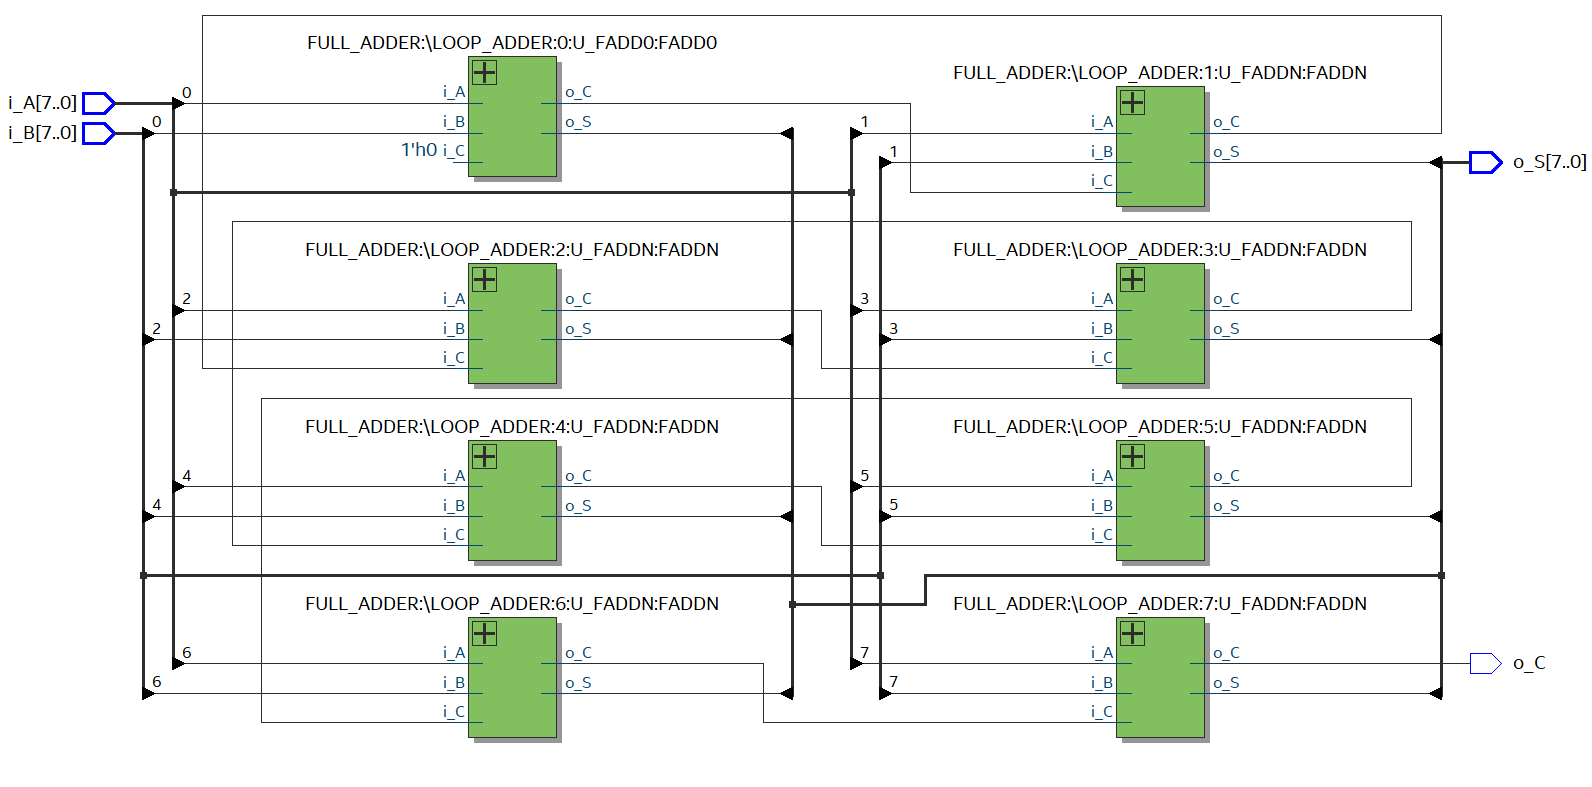 FULL_ADDER:\LOOP_ADDER:0:U_FADD0:FADD0
FULL_ADDER:\LOOP_ADDER:1:U_FADDN:FADDN
i_A[7..0] 0 i_A o_C
i_B[7..0] 0 i_B o_S 1 i_A o_C
1'h0 i_C 1 i_B o_S o_S[7..0]
i_C
FULL_ADDER:\LOOP_ADDER:2:U_FADDN:FADDN FULL_ADDER:\LOOP_ADDER:3:U_FADDN:FADDN
2 i_A o_C 3 i_A o_C
2 i_B o_S 3 i_B o_S
i_C i_C
FULL_ADDER:\LOOP_ADDER:4:U_FADDN:FADDN FULL_ADDER:\LOOP_ADDER:5:U_FADDN:FADDN
4 i_A o_C 5 i_A o_C
4 i_B o_S 5 i_B o_S
i_C i_C
FULL_ADDER:\LOOP_ADDER:6:U_FADDN:FADDN FULL_ADDER:\LOOP_ADDER:7:U_FADDN:FADDN
6 i_A o_C 7 i_A o_C o_C
6 i_B o_S 7 i_B o_S
i_C i_C